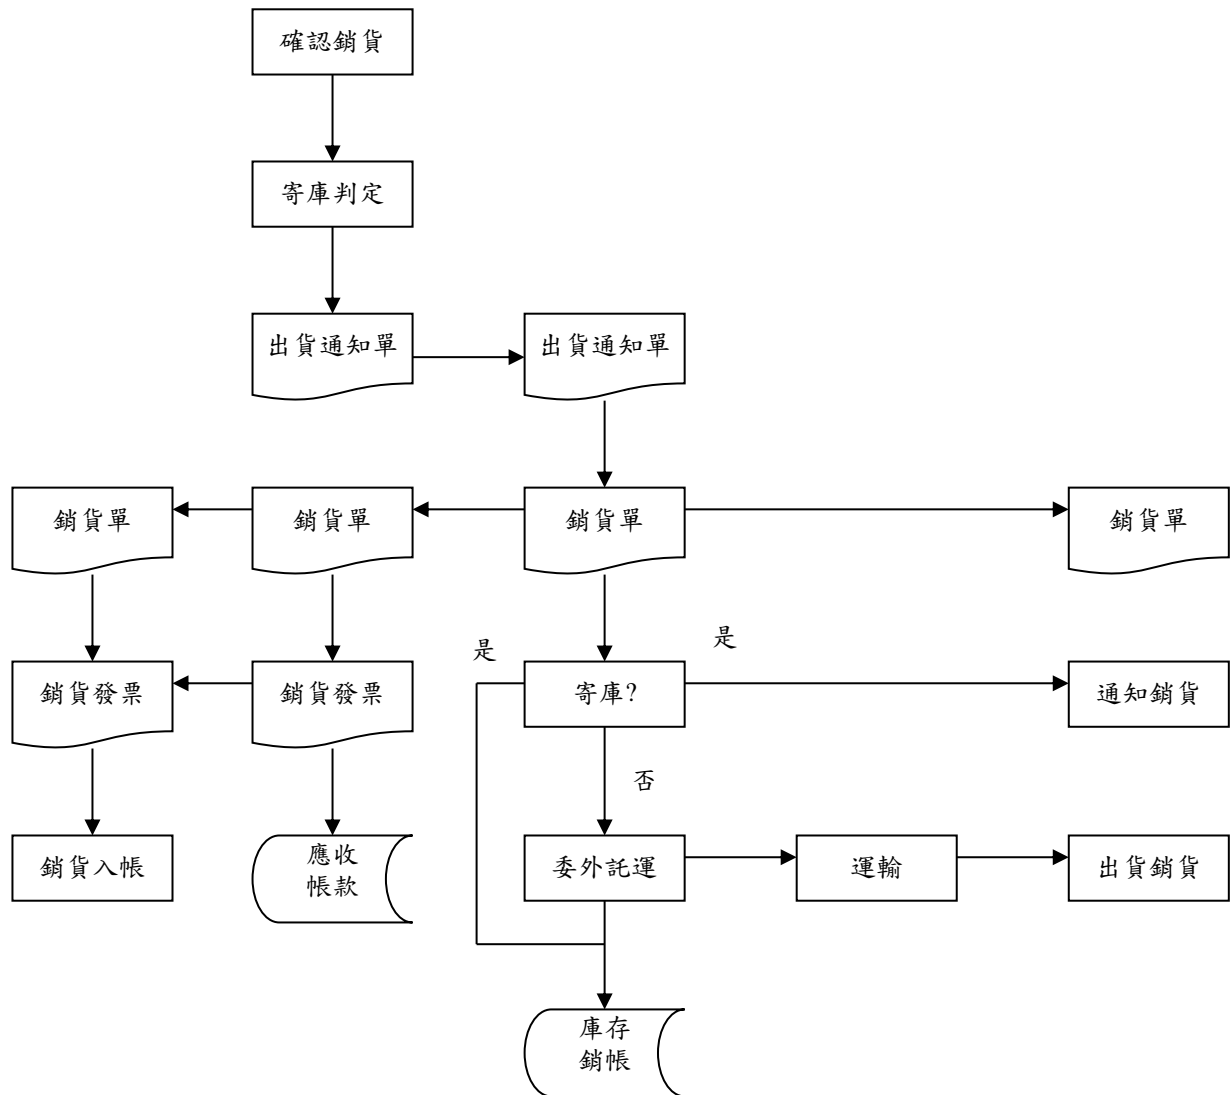 確認銷貨
寄庫判定
出貨通知單
出貨通知單
銷貨單
銷貨單
銷貨單
銷貨單
是
是
銷貨發票
銷貨發票
寄庫?
通知銷貨
否
銷貨入帳
應收
帳款
委外託運
運輸
出貨銷貨
庫存
銷帳